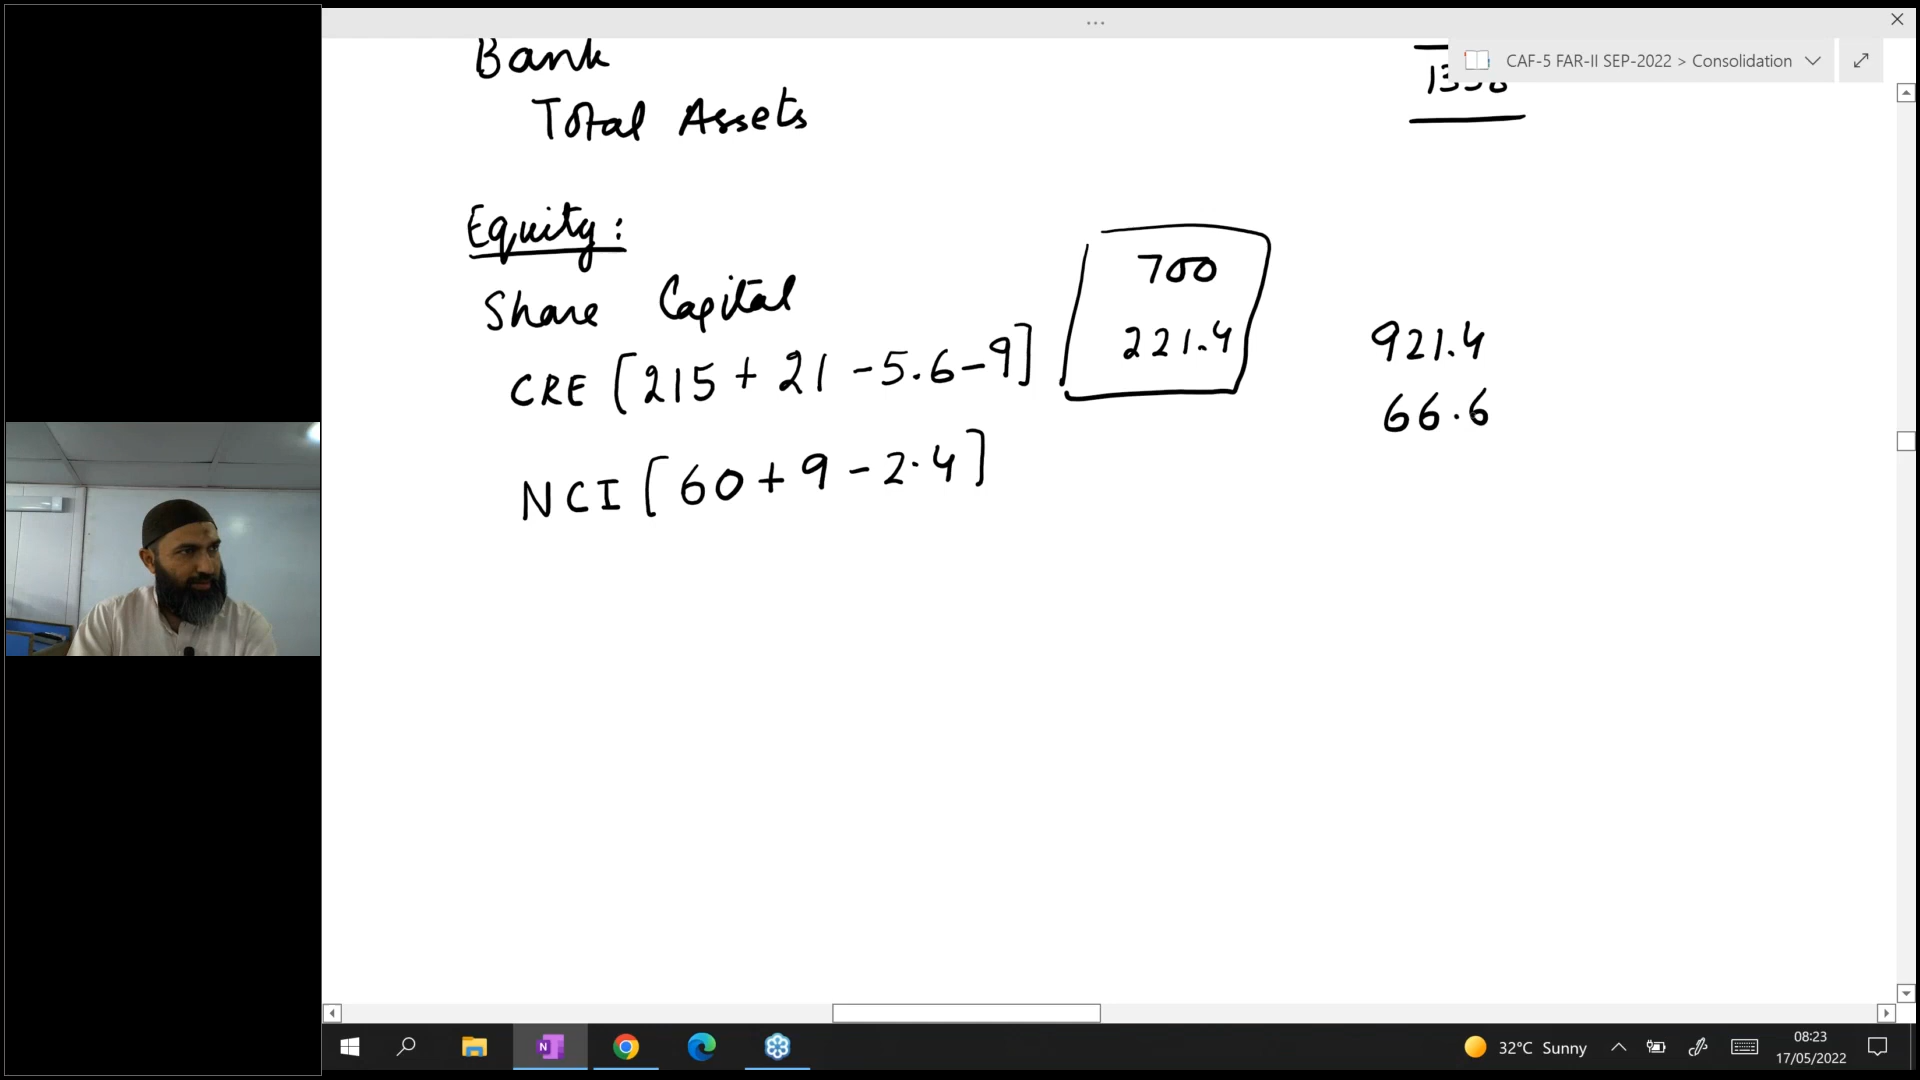 Bank
CAF-5 FAR-II SEP-2022 > Consolidation
Total Assets
Equity:
Share Capital 700
CRE [215 + 21 - 5.6 - 9] 221.4 921.4
NCI [60 + 9 - 2.4] 66.6
32°C Sunny
08:23
17/05/2022